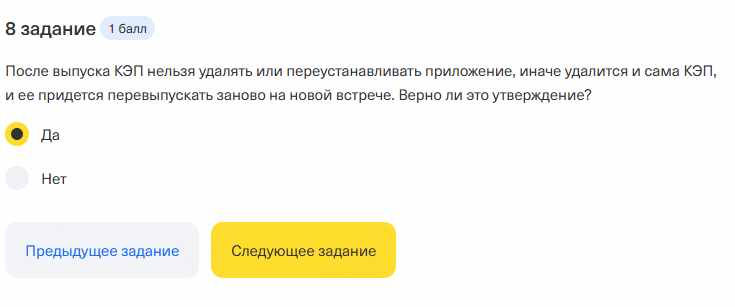 8 задание 1 балл
После выпуска КЭП нельзя удалять или переустанавливать приложение, иначе удалится и сама КЭП,
и ее придется перевыпускать заново на новой встрече. Верно ли это утверждение?
Да
Нет
Предыдущее задание Следующее задание